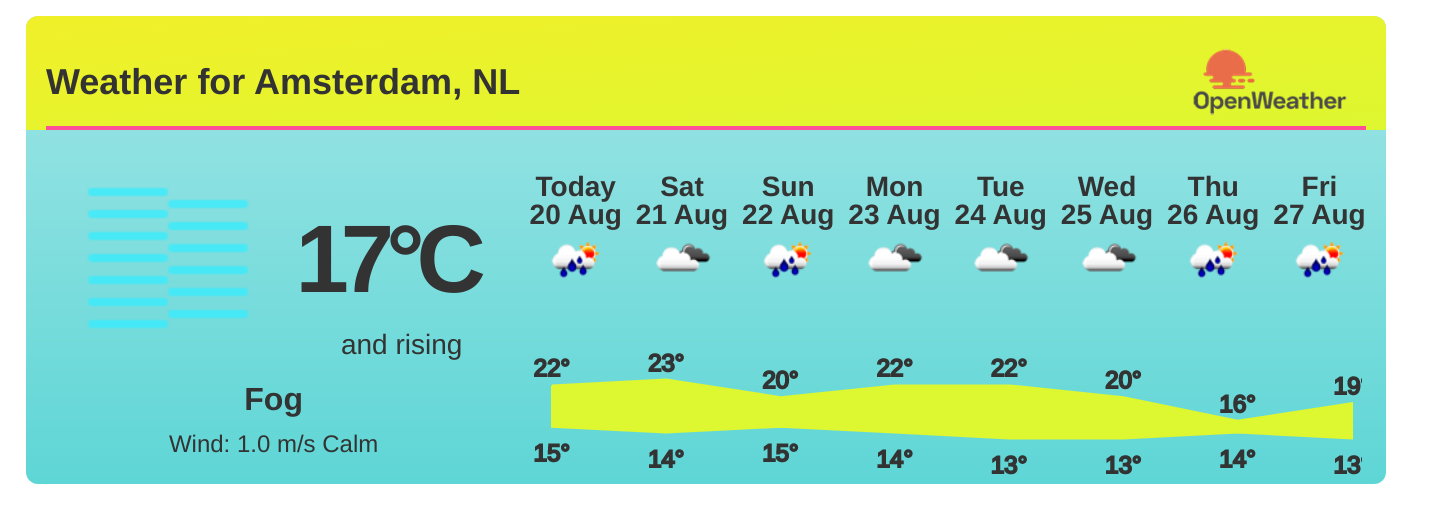 Weather for Amsterdam, NL
OpenWeather
17°C
and rising
Fog
Wind: 1.0 m/s Calm
Today Sat Sun Mon Tue Wed Thu Fri
20 Aug 21 Aug 22 Aug 23 Aug 24 Aug 25 Aug 26 Aug 27 Aug
22° 23° 20° 22° 22° 20° 16° 19°
15° 14° 15° 14° 13° 13° 14° 13°